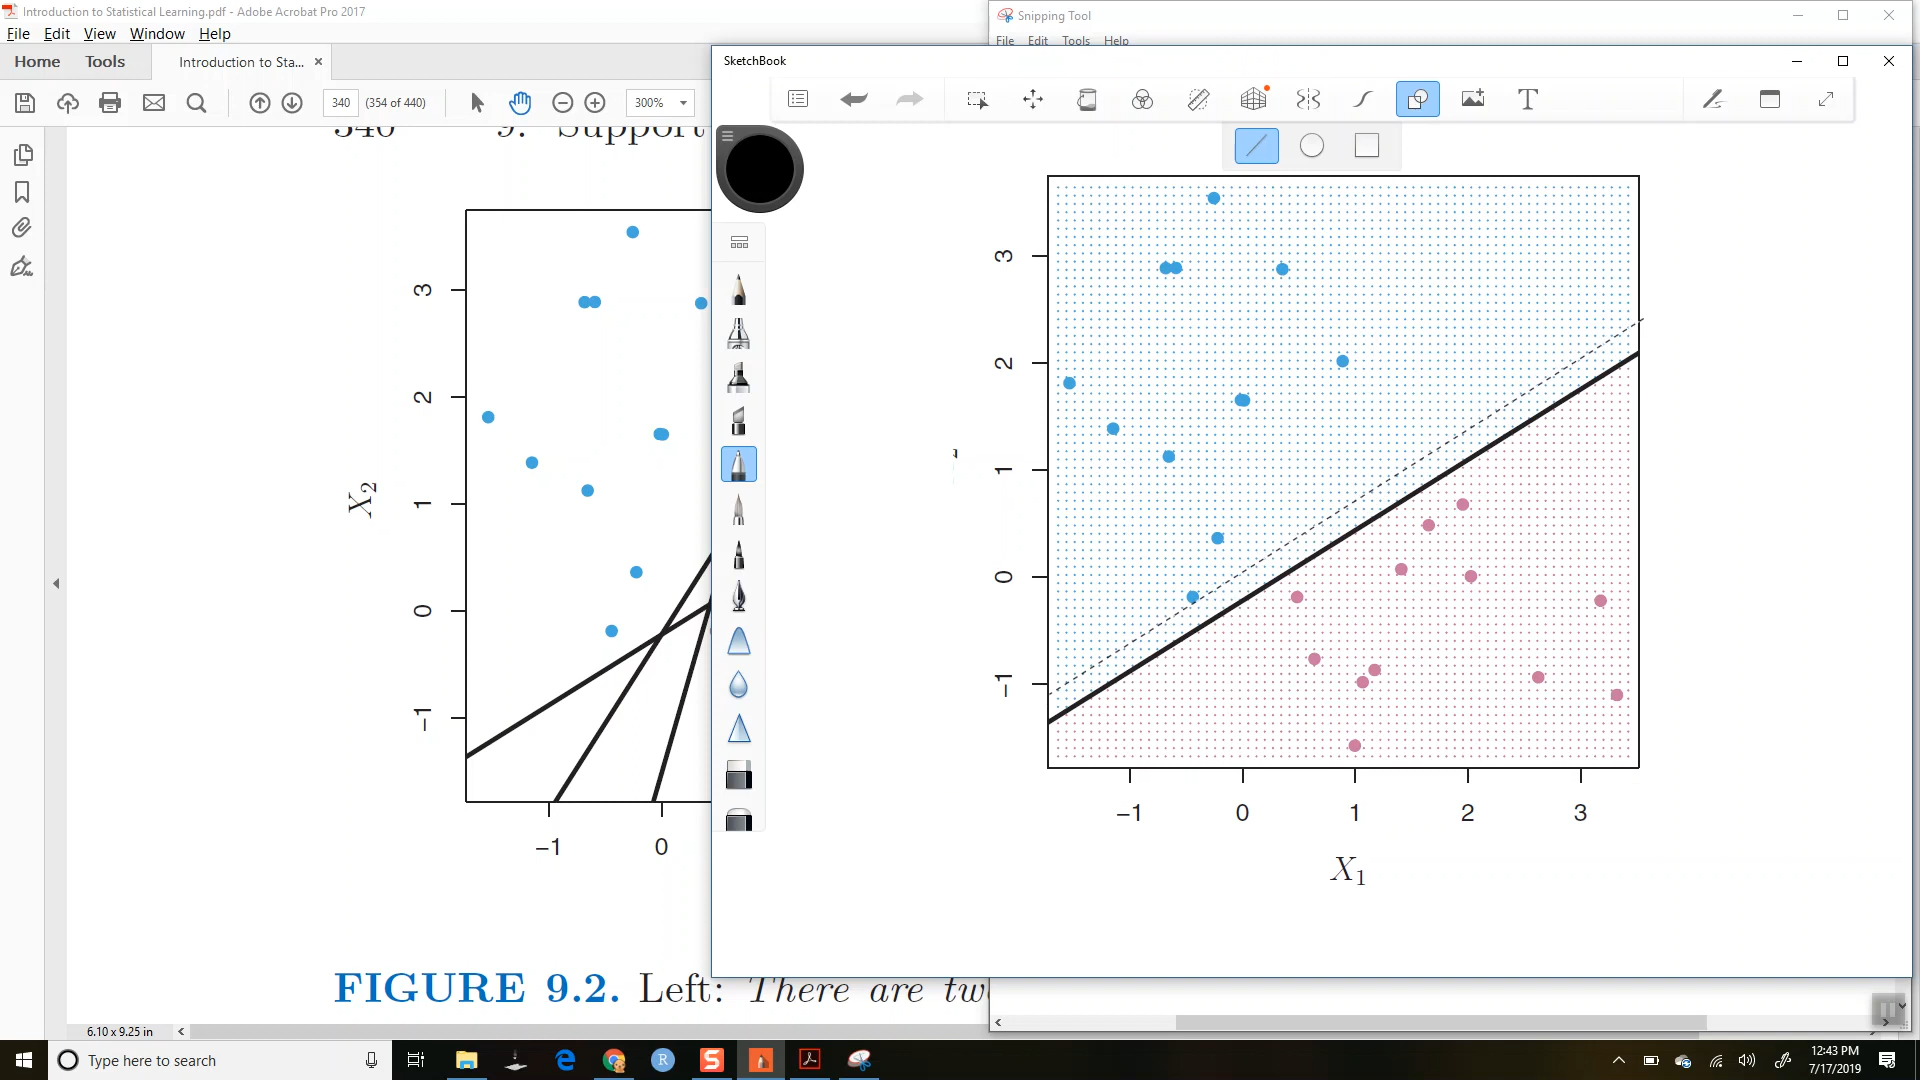 Introduction to Statistical Learning.pdf - Adobe Acrobat Pro 2017
File Edit View Window Help
Home Tools Introduction to Sta... ×
340 (354 of 440) 300%
340 9. Support
3
2
1
0
−1
X2
−1 0
FIGURE 9.2. Left: There are
6.10 x 9.25 in
Snipping Tool
File Edit Tools Help
SketchBook
T
3
2
1
0
−1
−1 0 1 2 3
X1
Type here to search
12:43 PM
7/17/2019